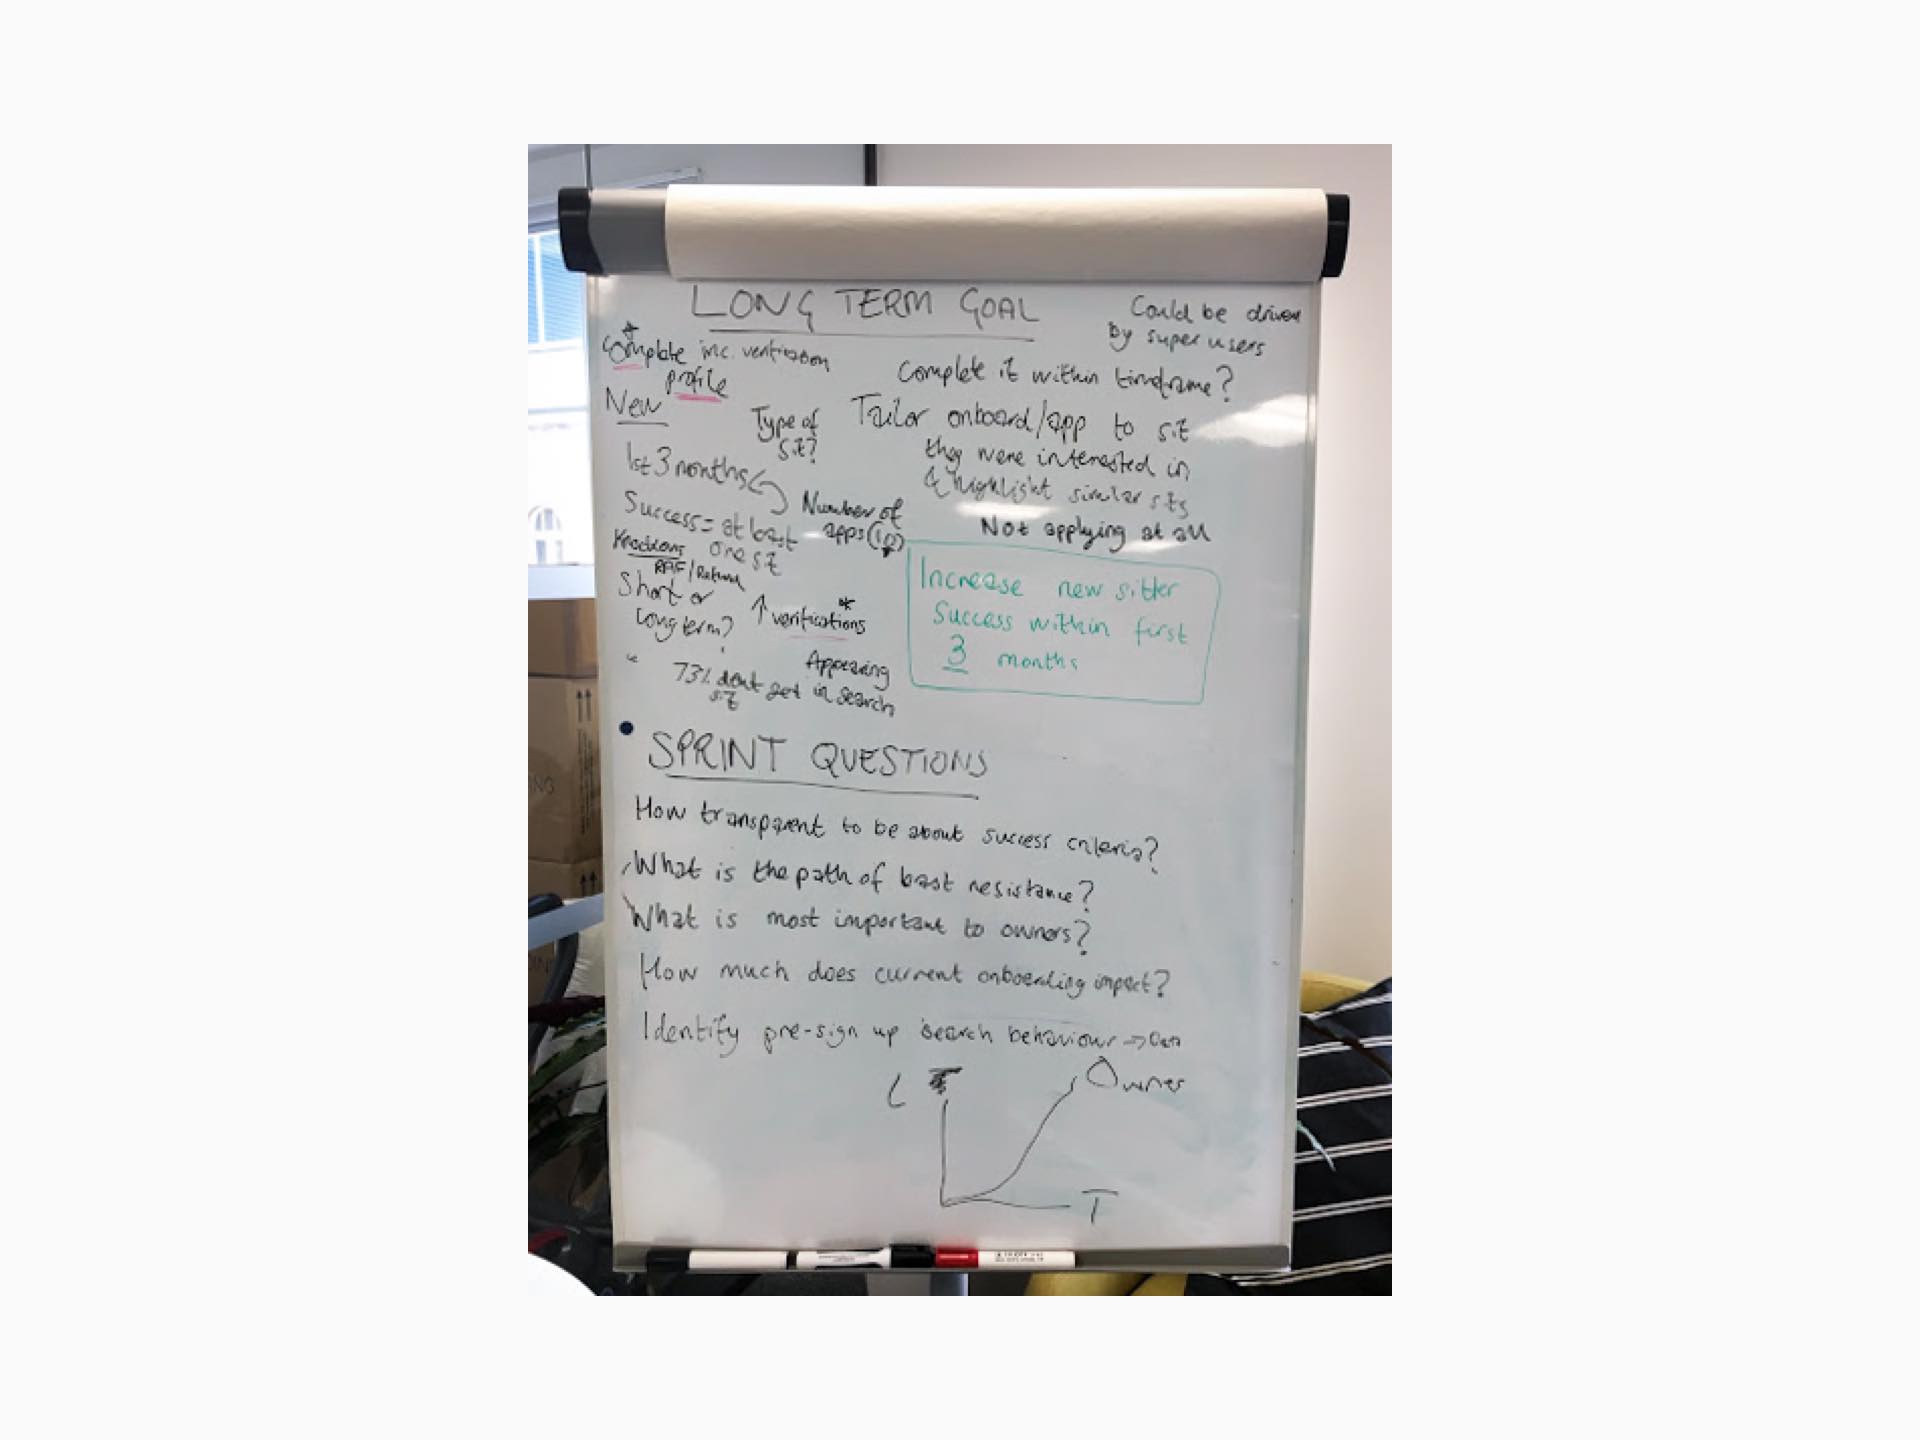 LONG TERM GOAL
Could be driven
by super users
* Complete inc. verification
profile
Complete it within timeframe?
New
Type of
sit?
Tailor onboard/app to sit
they were interested in
& highlight similar sits
1st 3 months
Number of
apps (10)
Success = at least
one sit
Not applying at all
Knockons
RAF/Return
Short or
long term?
↑ verifications *
Increase new sitter
Success within first
3 months
73% dont get
sit
Appearing
in search
SPRINT QUESTIONS
How transparent to be about success criteria?
What is the path of least resistance?
What is most important to owners?
How much does current onboarding impact?
Identify pre-sign up search behaviour → Data
L
Owner
T